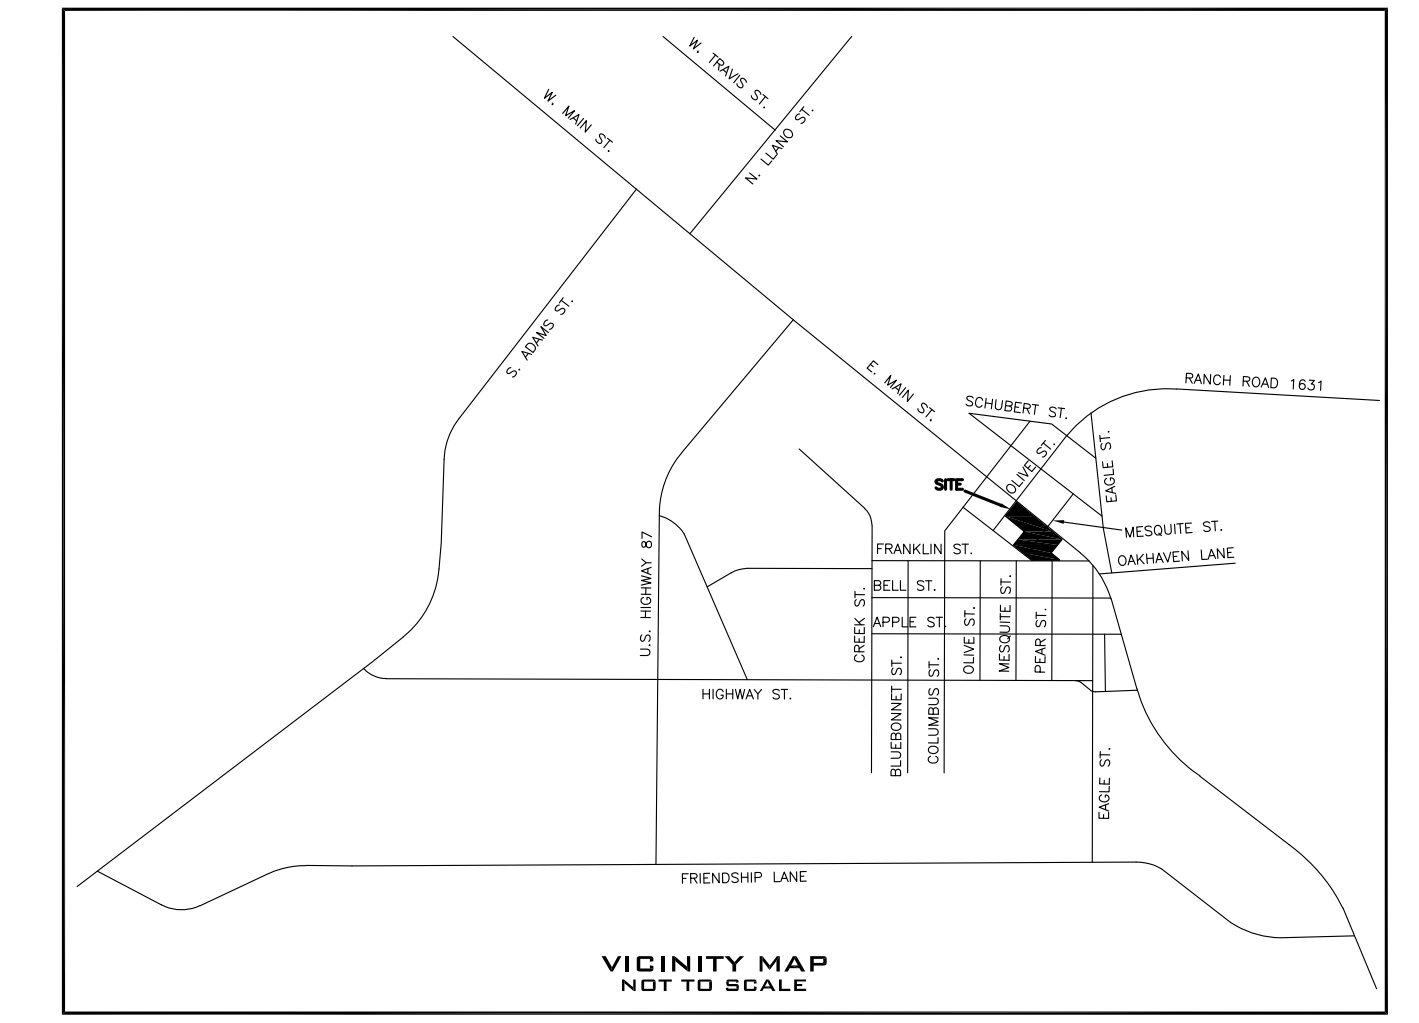 W. TRAVIS ST.
W. MAIN ST.
N. LLANO ST.
S. ADAMS ST.
E. MAIN ST.
RANCH ROAD 1631
SCHUBERT ST.
OLIVE ST.
EAGLE ST.
SITE
MESQUITE ST.
OAKHAVEN LANE
FRANKLIN ST.
U.S. HIGHWAY 87
BELL ST.
CREEK ST.
APPLE ST.
OLIVE ST.
MESQUITE ST.
PEAR ST.
BLUEBONNET ST.
COLUMBUS ST.
HIGHWAY ST.
EAGLE ST.
FRIENDSHIP LANE
VICINITY MAP
NOT TO SCALE